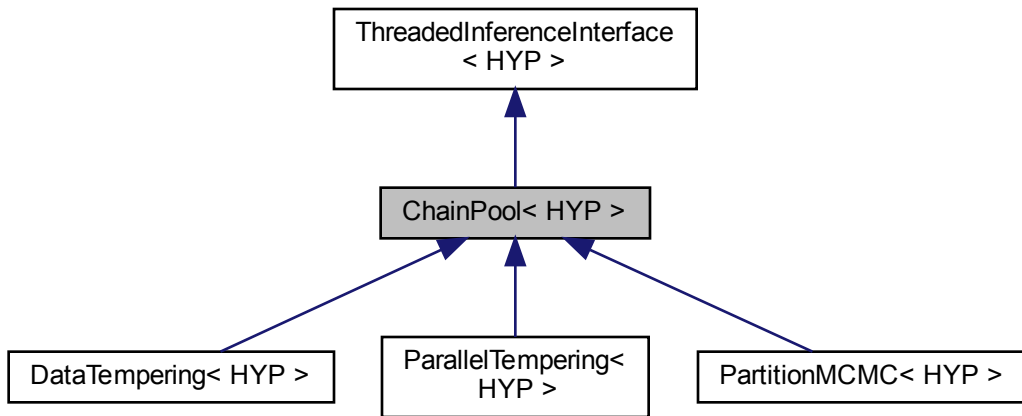 ThreadedInferenceInterface
< HYP >
ChainPool< HYP >
DataTempering< HYP >
ParallelTempering<
HYP >
PartitionMCMC< HYP >